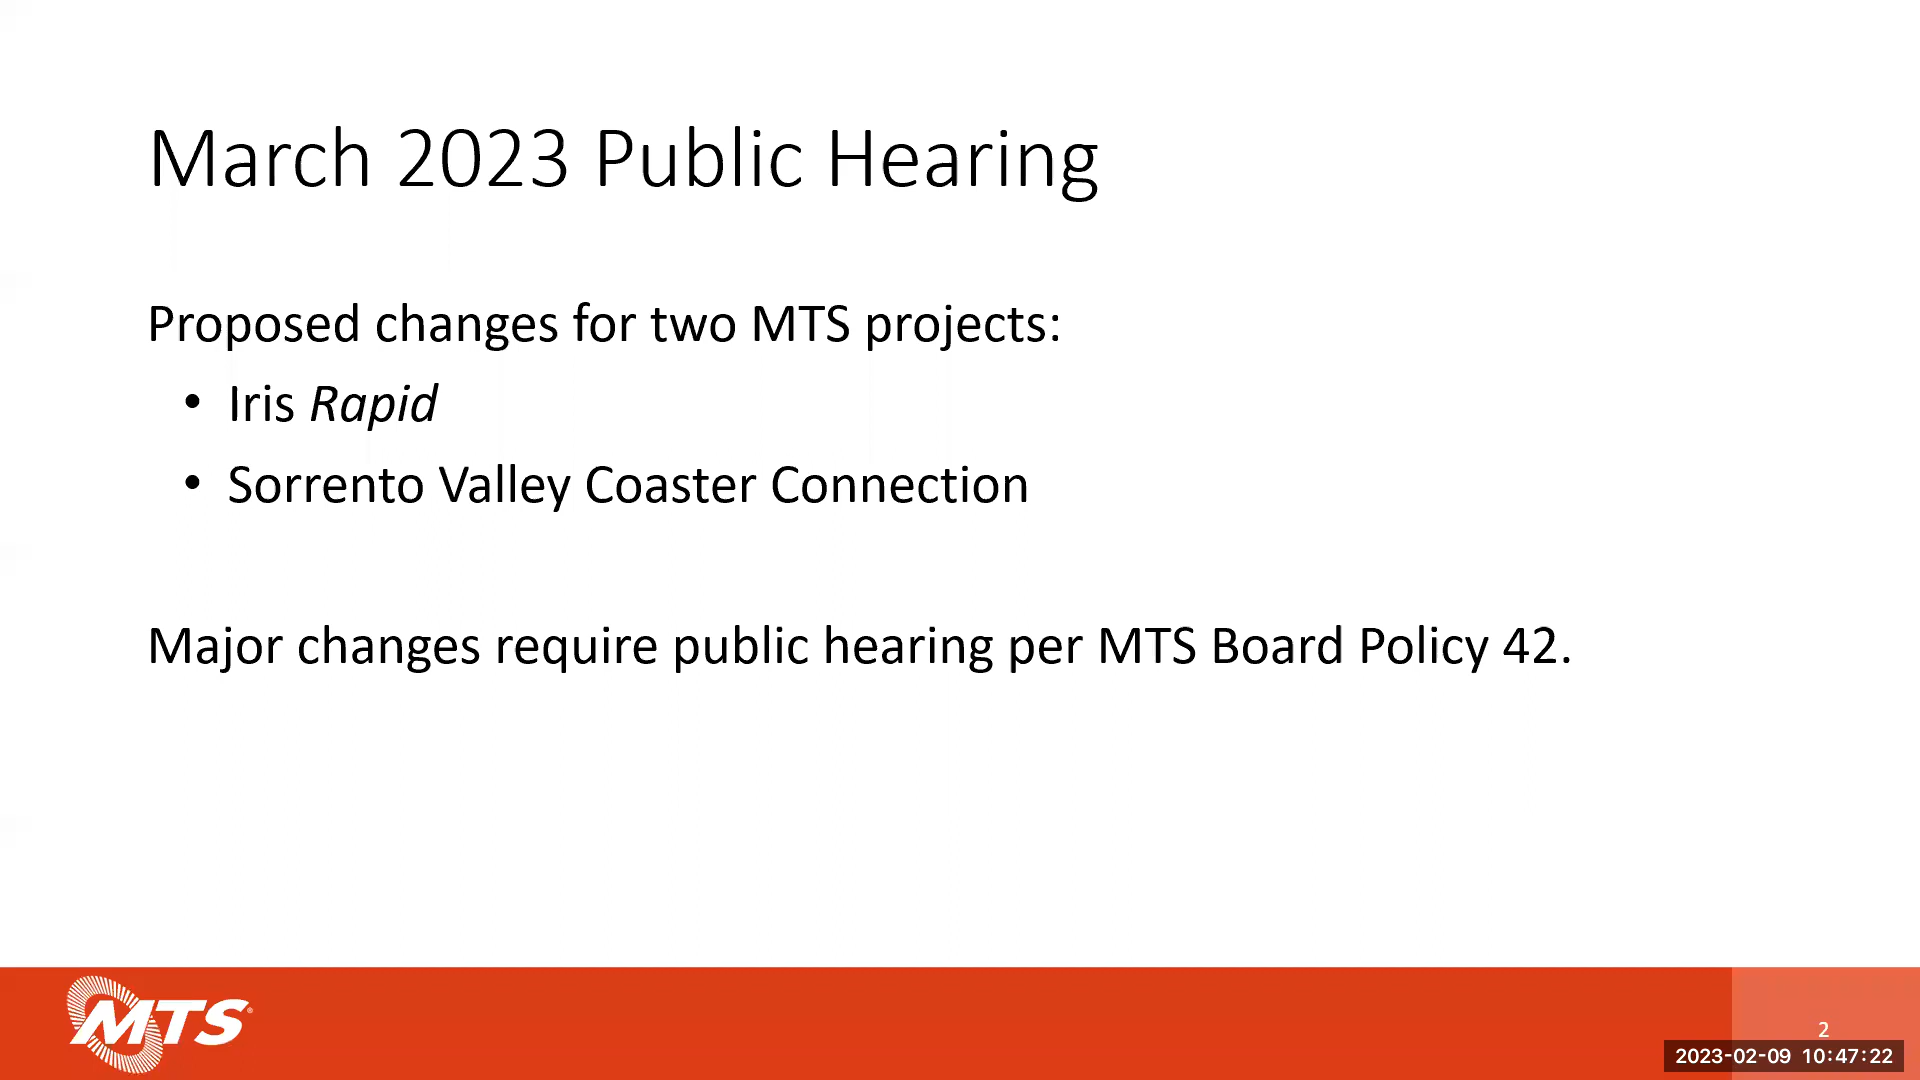 March 2023 Public Hearing
Proposed changes for two MTS projects:
• Iris Rapid
• Sorrento Valley Coaster Connection
Major changes require public hearing per MTS Board Policy 42.
MTS®
2
2023-02-09 10:47:22